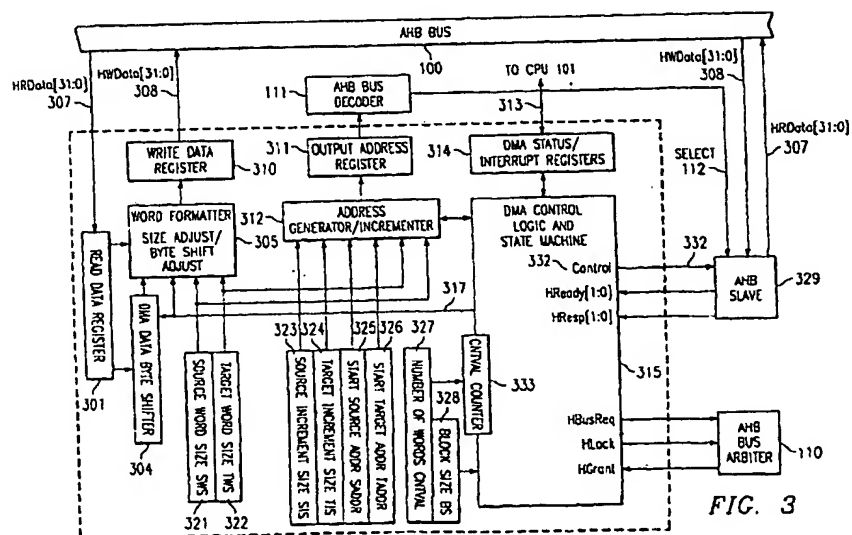 AHB BUS
100
HRData[31:0]
307
HWData[31:0]
308
111
AHB BUS
DECODER
TO CPU 101
313
HWData[31:0]
308
HRData[31:0]
307
SELECT
112
WRITE DATA
REGISTER
310
311
OUTPUT ADDRESS
REGISTER
314
DMA STATUS/
INTERRUPT REGISTERS
WORD FORMATTER
SIZE ADJUST/
BYTE SHIFT
ADJUST
305
312
ADDRESS
GENERATOR/INCREMENTER
DMA CONTROL
LOGIC AND
STATE MACHINE
332
Control
332
HReady[1:0]
HResp[1:0]
AHB
SLAVE
329
READ DATA REGISTER
301
DMA DATA BYTE SHIFTER
304
317
SOURCE WORD SIZE SWS
321
TARGET WORD SIZE TWS
322
323
324
325
326
327
SOURCE INCREMENT SIZE SIS
TARGET INCREMENT SIZE TIS
START SOURCE ADDR SADDR
START TARGET ADDR TADDR
NUMBER OF WORDS CNTVAL
328
BLOCK SIZE BS
CNTVAL COUNTER
333
315
HBusReq
HLock
HGrant
AHB
BUS
ARBITER
110
FIG. 3